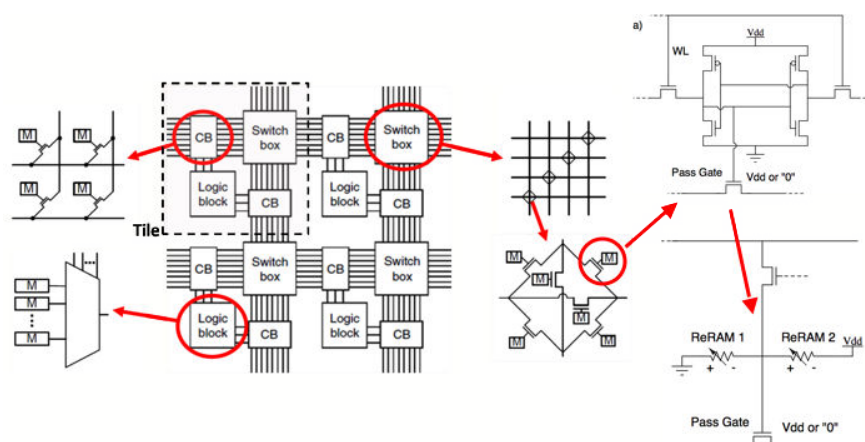 a)
Vdd
WL
Pass Gate
Vdd or "0"
M
M
M
M
CB
Switch
box
CB
Switch
box
Logic
block
CB
Logic
block
CB
Tile
CB
Switch
box
CB
Switch
box
Logic
block
CB
Logic
block
CB
M
M
M
M
M
M
M
M
M
ReRAM 1
ReRAM 2
Vdd
+ -
+ -
Pass Gate
Vdd or "0"